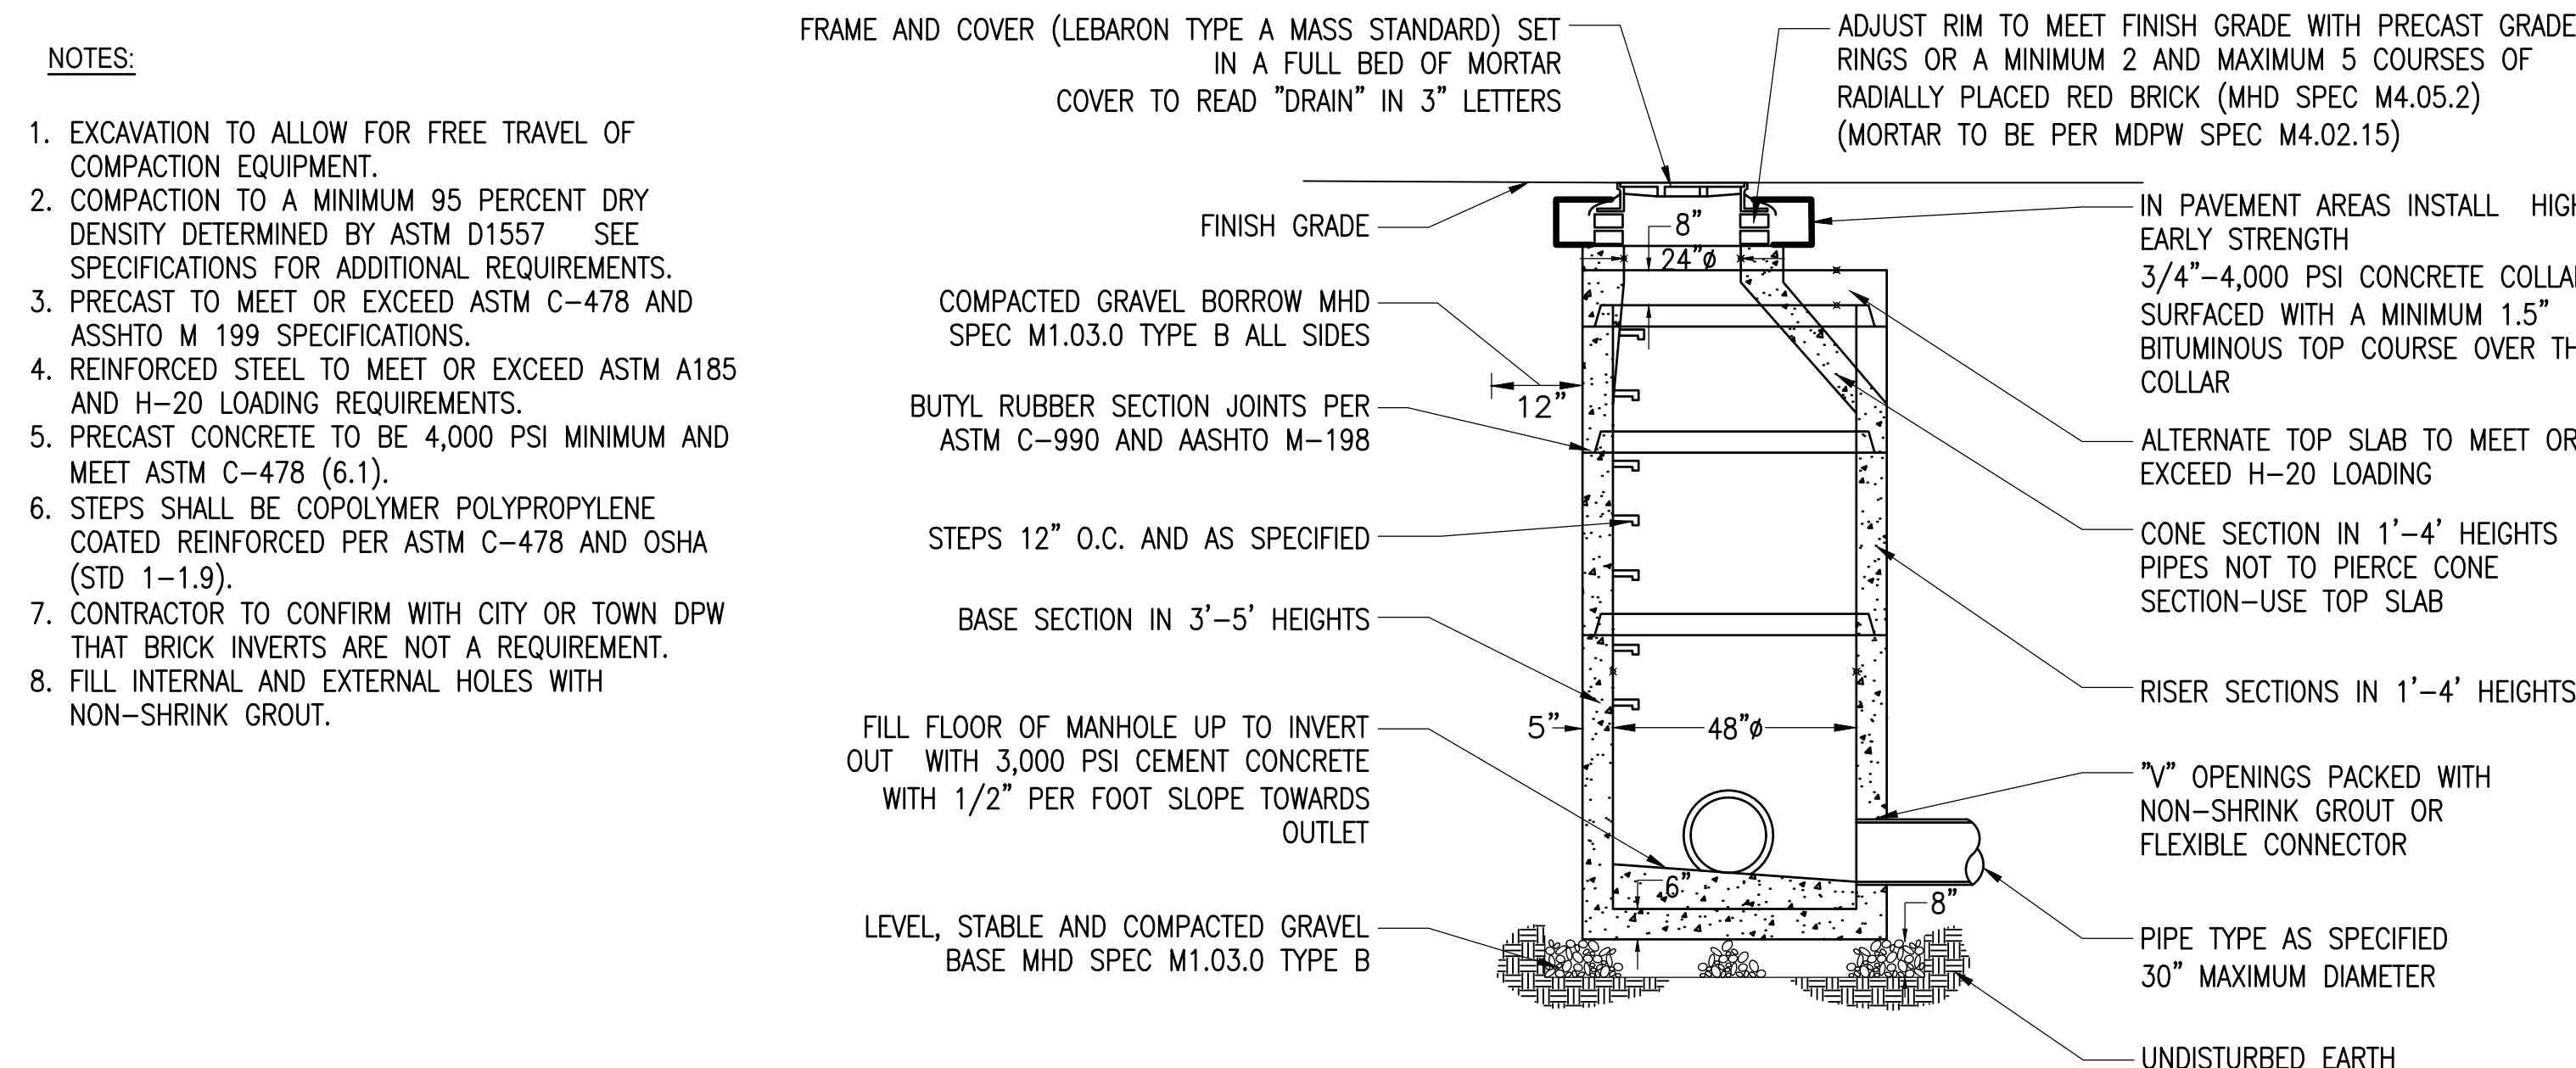 NOTES:
1. EXCAVATION TO ALLOW FOR FREE TRAVEL OF
COMPACTION EQUIPMENT.
2. COMPACTION TO A MINIMUM 95 PERCENT DRY
DENSITY DETERMINED BY ASTM D1557 SEE
SPECIFICATIONS FOR ADDITIONAL REQUIREMENTS.
3. PRECAST TO MEET OR EXCEED ASTM C-478 AND
ASSHTO M 199 SPECIFICATIONS.
4. REINFORCED STEEL TO MEET OR EXCEED ASTM A185
AND H-20 LOADING REQUIREMENTS.
5. PRECAST CONCRETE TO BE 4,000 PSI MINIMUM AND
MEET ASTM C-478 (6.1).
6. STEPS SHALL BE COPOLYMER POLYPROPYLENE
COATED REINFORCED PER ASTM C-478 AND OSHA
(STD 1-1.9).
7. CONTRACTOR TO CONFIRM WITH CITY OR TOWN DPW
THAT BRICK INVERTS ARE NOT A REQUIREMENT.
8. FILL INTERNAL AND EXTERNAL HOLES WITH
NON-SHRINK GROUT.
FRAME AND COVER (LEBARON TYPE A MASS STANDARD) SET
IN A FULL BED OF MORTAR
COVER TO READ "DRAIN" IN 3" LETTERS
FINISH GRADE
COMPACTED GRAVEL BORROW MHD
SPEC M1.03.0 TYPE B ALL SIDES
BUTYL RUBBER SECTION JOINTS PER
ASTM C-990 AND AASHTO M-198
STEPS 12" O.C. AND AS SPECIFIED
BASE SECTION IN 3'-5' HEIGHTS
FILL FLOOR OF MANHOLE UP TO INVERT
OUT WITH 3,000 PSI CEMENT CONCRETE
WITH 1/2" PER FOOT SLOPE TOWARDS
OUTLET
LEVEL, STABLE AND COMPACTED GRAVEL
BASE MHD SPEC M1.03.0 TYPE B
8"
24"ø
12"
5"
48"ø
6"
8"
ADJUST RIM TO MEET FINISH GRADE WITH PRECAST GRADE
RINGS OR A MINIMUM 2 AND MAXIMUM 5 COURSES OF
RADIALLY PLACED RED BRICK (MHD SPEC M4.05.2)
(MORTAR TO BE PER MDPW SPEC M4.02.15)
IN PAVEMENT AREAS INSTALL HIGH
EARLY STRENGTH
3/4"-4,000 PSI CONCRETE COLLA
SURFACED WITH A MINIMUM 1.5"
BITUMINOUS TOP COURSE OVER TH
COLLAR
ALTERNATE TOP SLAB TO MEET OR
EXCEED H-20 LOADING
CONE SECTION IN 1'-4' HEIGHTS
PIPES NOT TO PIERCE CONE
SECTION-USE TOP SLAB
RISER SECTIONS IN 1'-4' HEIGHTS
"V" OPENINGS PACKED WITH
NON-SHRINK GROUT OR
FLEXIBLE CONNECTOR
PIPE TYPE AS SPECIFIED
30" MAXIMUM DIAMETER
UNDISTURBED EARTH